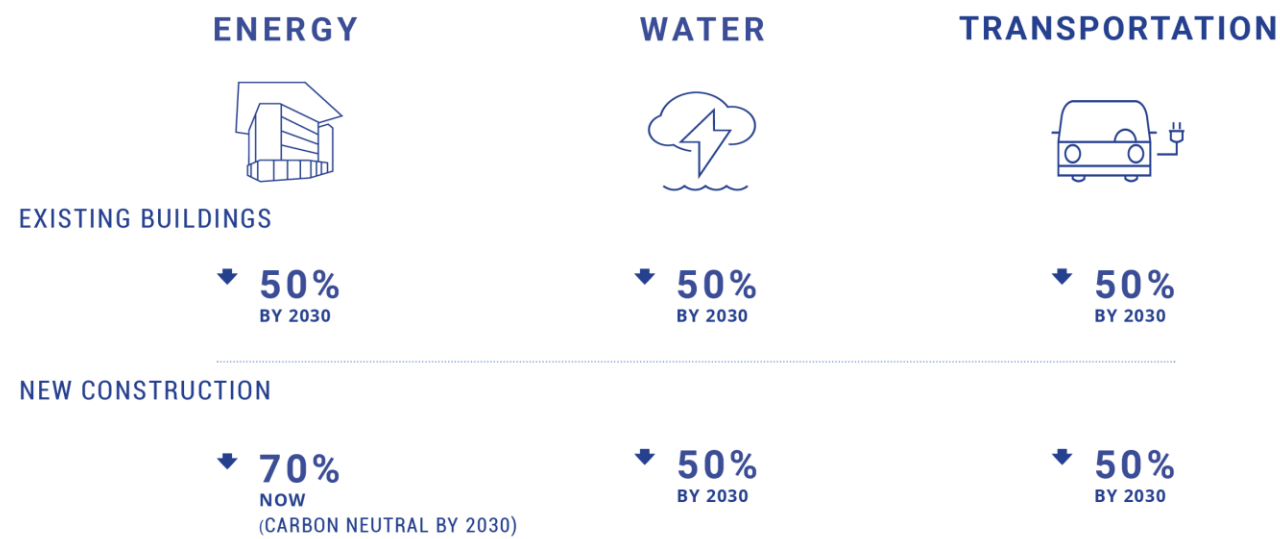 ENERGY
WATER
TRANSPORTATION
EXISTING BUILDINGS
50%
BY 2030
50%
BY 2030
50%
BY 2030
NEW CONSTRUCTION
70%
NOW
(CARBON NEUTRAL BY 2030)
50%
BY 2030
50%
BY 2030